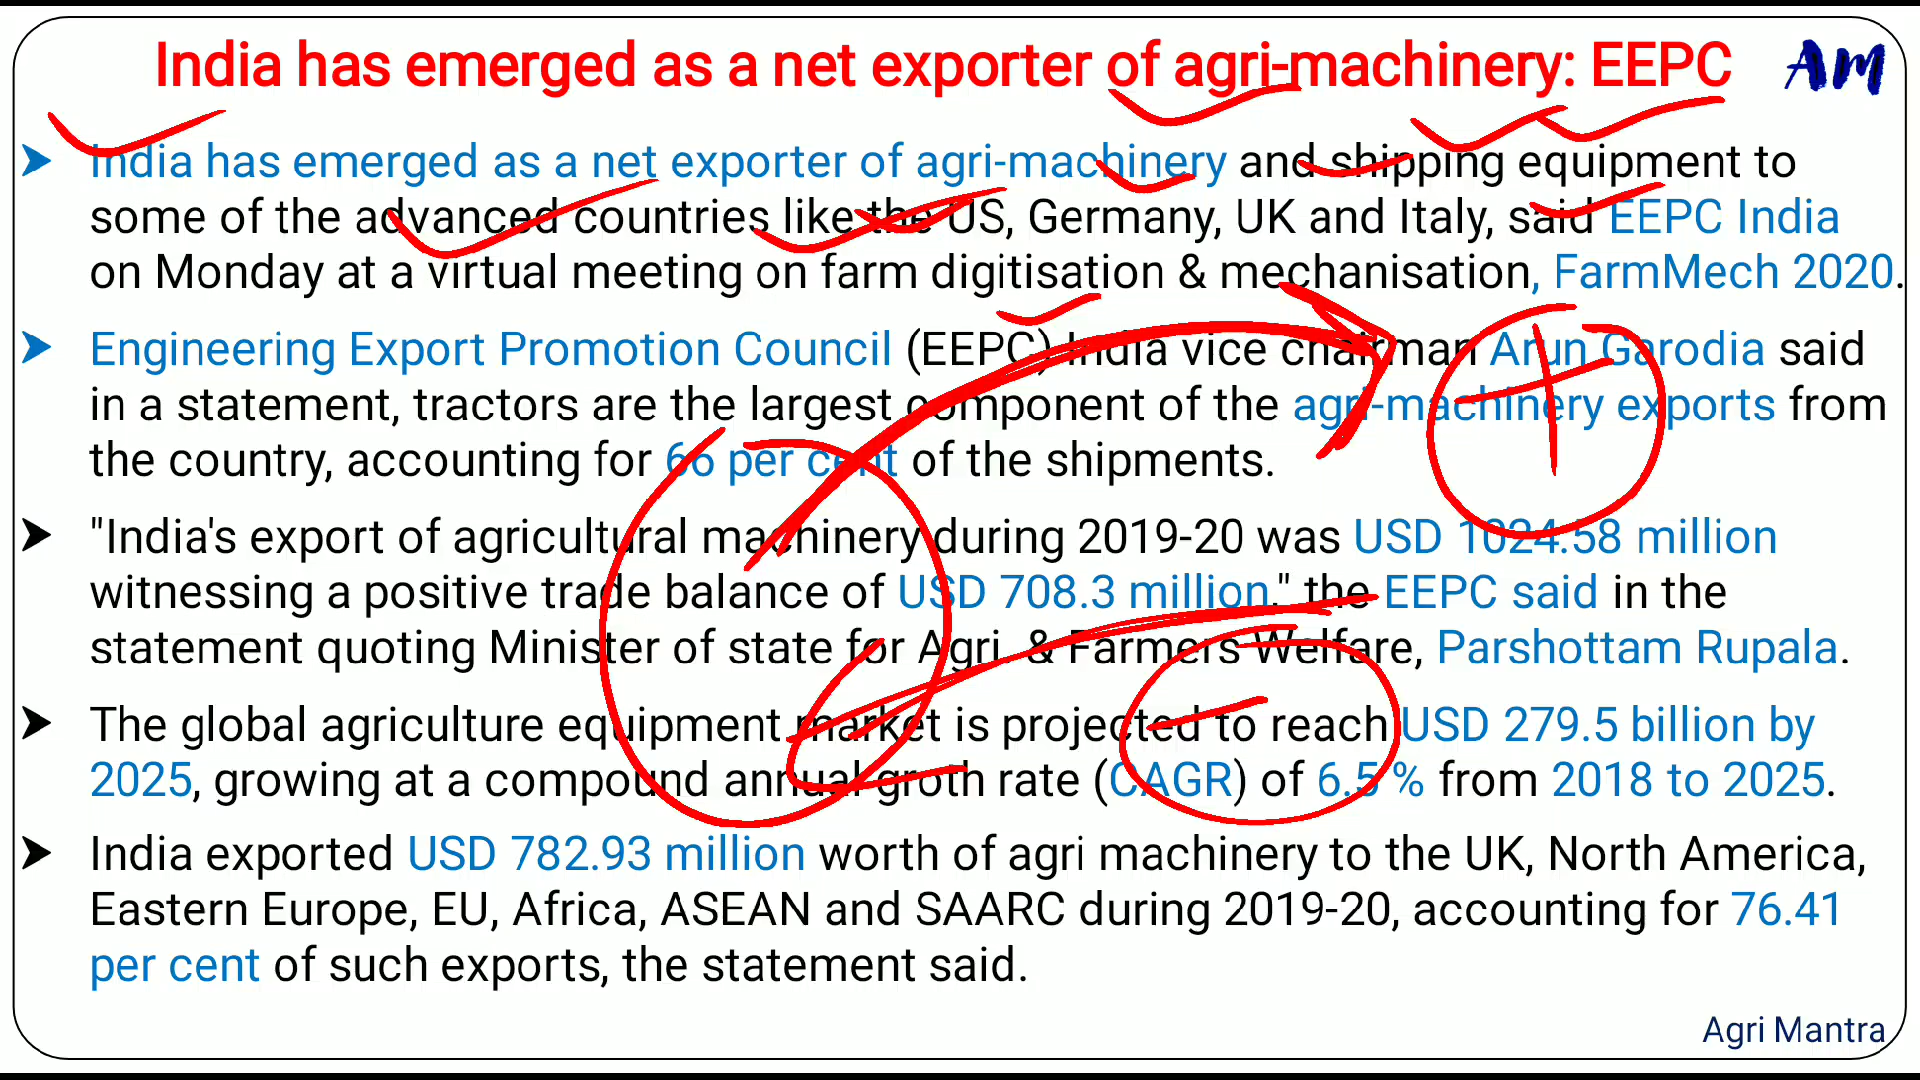 India has emerged as a net exporter of agri-machinery: EEPC
AM
➤ India has emerged as a net exporter of agri-machinery and shipping equipment to
some of the advanced countries like the US, Germany, UK and Italy, said EEPC India
on Monday at a virtual meeting on farm digitisation & mechanisation, FarmMech 2020.
➤ Engineering Export Promotion Council (EEPC) India vice chairman Arun Garodia said
in a statement, tractors are the largest component of the agri-machinery exports from
the country, accounting for 66 per cent of the shipments.
➤ "India's export of agricultural machinery during 2019-20 was USD 1024.58 million
witnessing a positive trade balance of USD 708.3 million," the EEPC said in the
statement quoting Minister of state for Agri. & Farmers Welfare, Parshottam Rupala.
➤ The global agriculture equipment market is projected to reach USD 279.5 billion by
2025, growing at a compound annual groth rate (CAGR) of 6.5 % from 2018 to 2025.
➤ India exported USD 782.93 million worth of agri machinery to the UK, North America,
Eastern Europe, EU, Africa, ASEAN and SAARC during 2019-20, accounting for 76.41
per cent of such exports, the statement said.
Agri Mantra